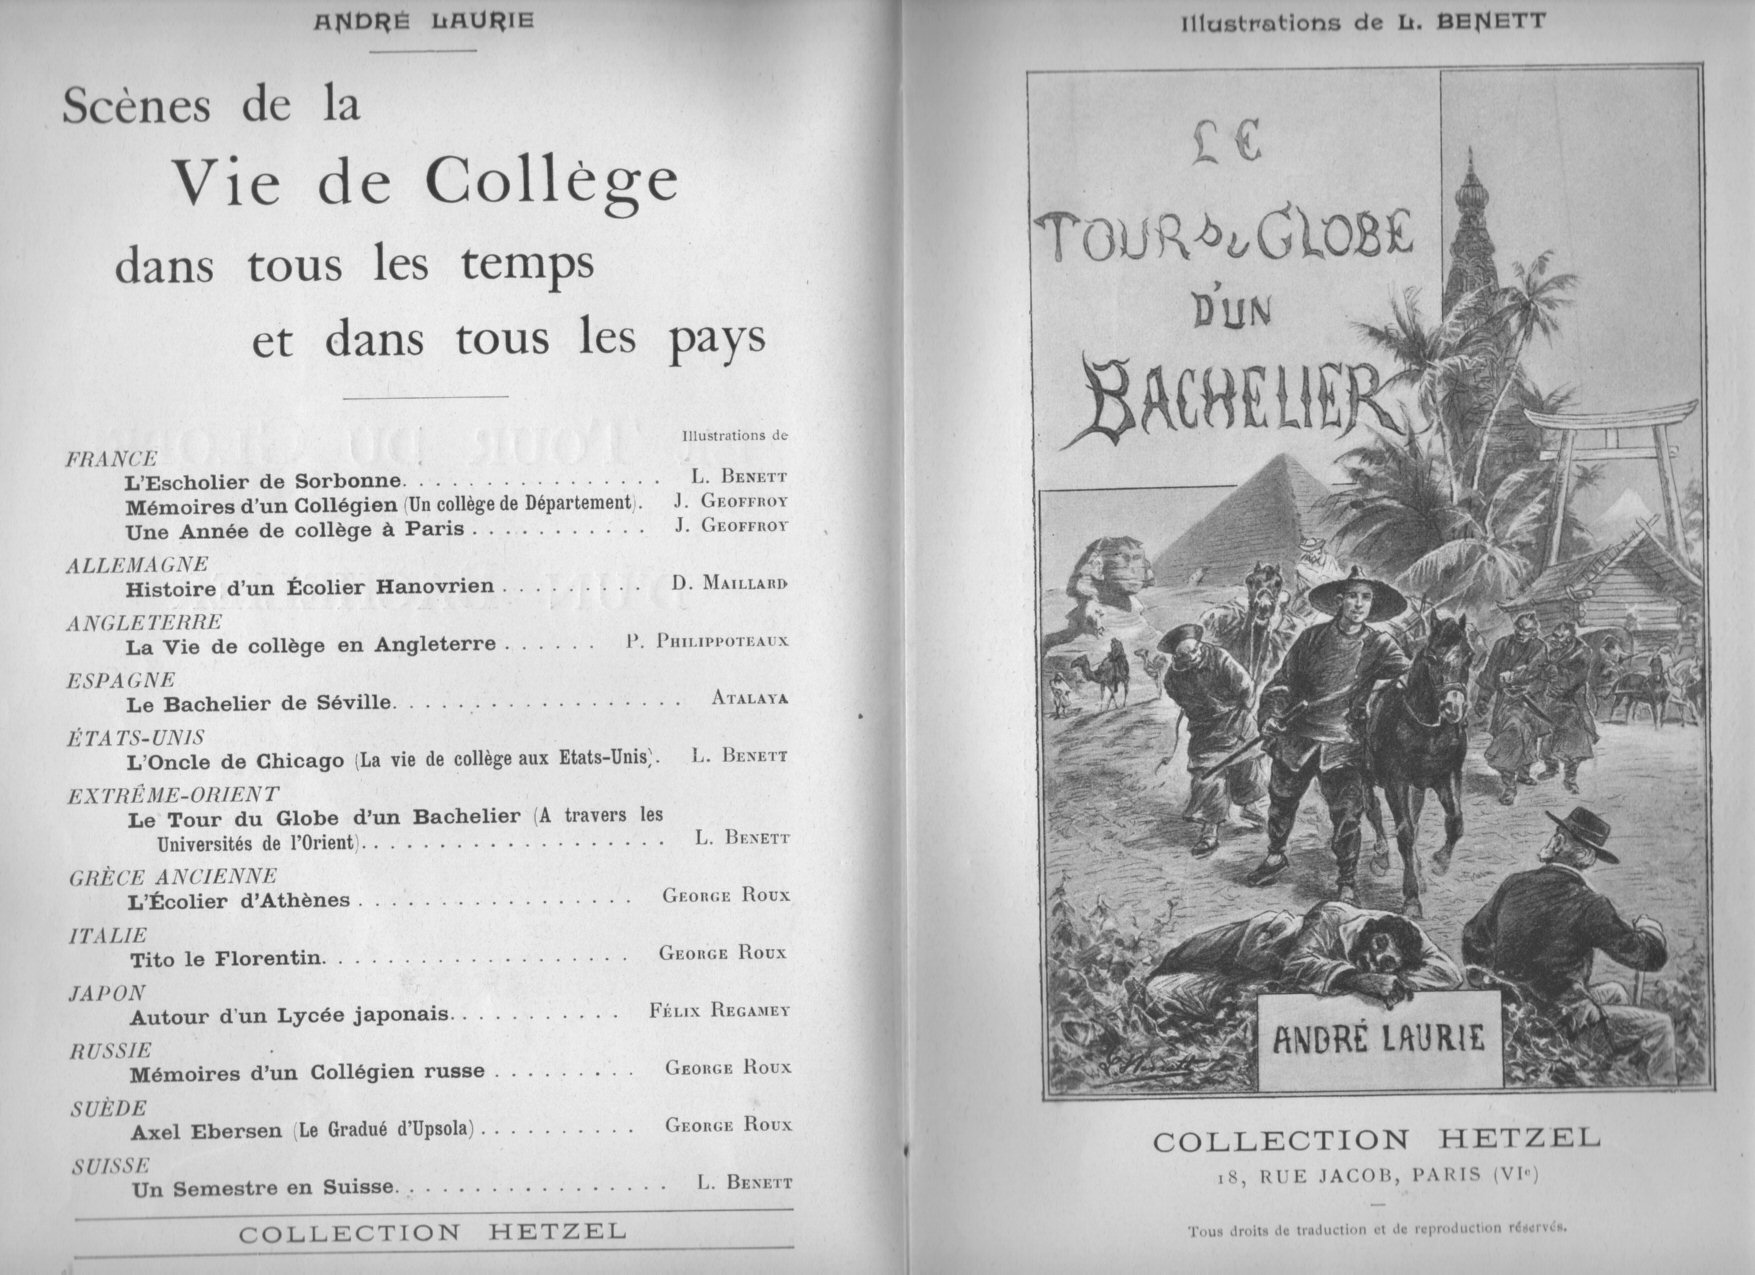 ANDRÉ LAURIE
Scènes de la
Vie de Collège
dans tous les temps
et dans tous les pays
Illustrations de
FRANCE
L'Escholier de Sorbonne. . . . . . . . . . . . . . . . L. BENETT
Mémoires d'un Collégien (Un collège de Département). J. GEOFFROY
Une Année de collège à Paris . . . . . . . . . . . J. GEOFFROY
ALLEMAGNE
Histoire d'un Écolier Hanovrien . . . . . . . . . D. MAILLARD
ANGLETERRE
La Vie de collège en Angleterre . . . . . . P. PHILIPPOTEAUX
ESPAGNE
Le Bachelier de Séville. . . . . . . . . . . . . . . . . . ATALAYA
ÉTATS-UNIS
L'Oncle de Chicago (La vie de collège aux Etats-Unis). L. BENETT
EXTRÊME-ORIENT
Le Tour du Globe d'un Bachelier (A travers les
Universités de l'Orient). . . . . . . . . . . . . . . . . . . L. BENETT
GRÈCE ANCIENNE
L'Écolier d'Athènes . . . . . . . . . . . . . . . . . GEORGE ROUX
ITALIE
Tito le Florentin. . . . . . . . . . . . . . . . . . . GEORGE ROUX
JAPON
Autour d'un Lycée japonais. . . . . . . . . . . FÉLIX REGAMEY
RUSSIE
Mémoires d'un Collégien russe . . . . . . . . . GEORGE ROUX
SUÈDE
Axel Ebersen (Le Gradué d'Upsola) . . . . . . . . . . GEORGE ROUX
SUISSE
Un Semestre en Suisse. . . . . . . . . . . . . . . . . L. BENETT
COLLECTION HETZEL
Illustrations de L. BENETT
LE
TOUR DU GLOBE
D'UN
BACHELIER
ANDRÉ LAURIE
L. Benett
COLLECTION HETZEL
18, RUE JACOB, PARIS (VIe)
Tous droits de traduction et de reproduction réservés.